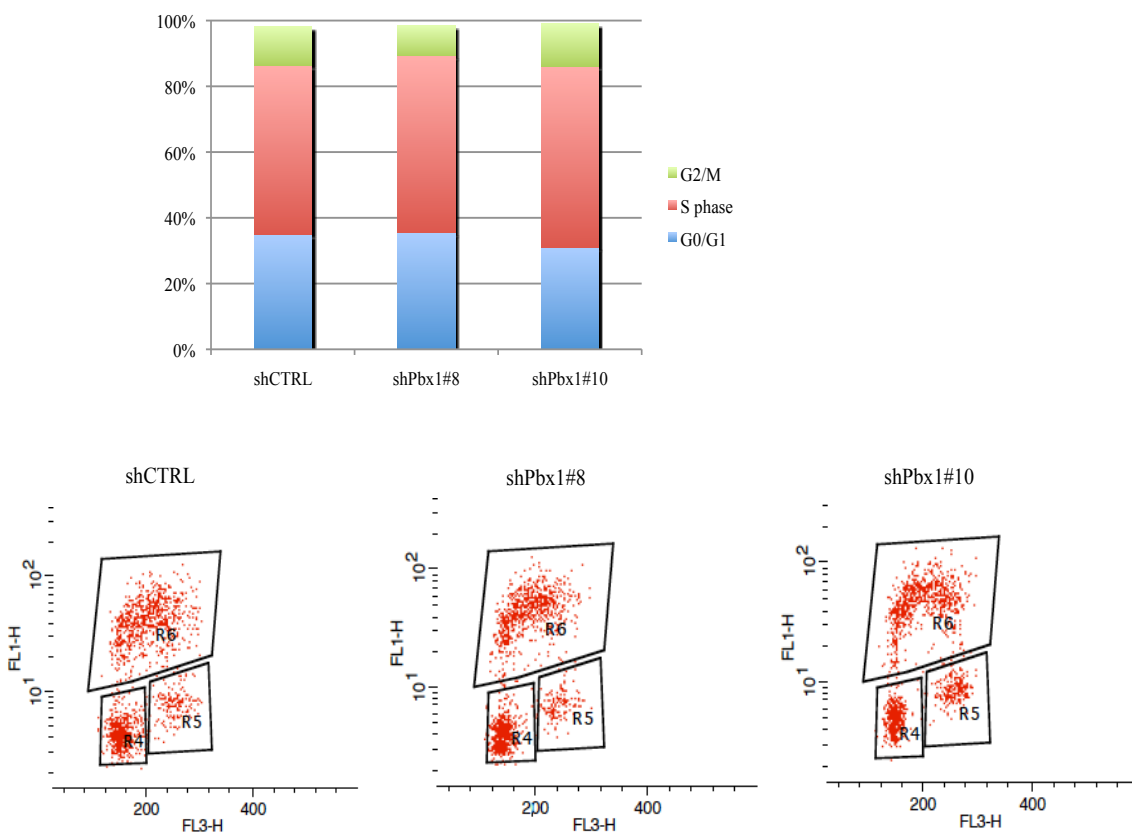 100%
80%
60%
40%
20%
0%
shCTRL shPbx1#8 shPbx1#10
G2/M
S phase
G0/G1
shCTRL
10²
10¹
FL1-H
R6
R4
R5
200 400
FL3-H
shPbx1#8
10²
10¹
FL1-H
R6
R4
R5
200 400
FL3-H
shPbx1#10
10²
10¹
FL1-H
R6
R4
R5
200 400
FL3-H